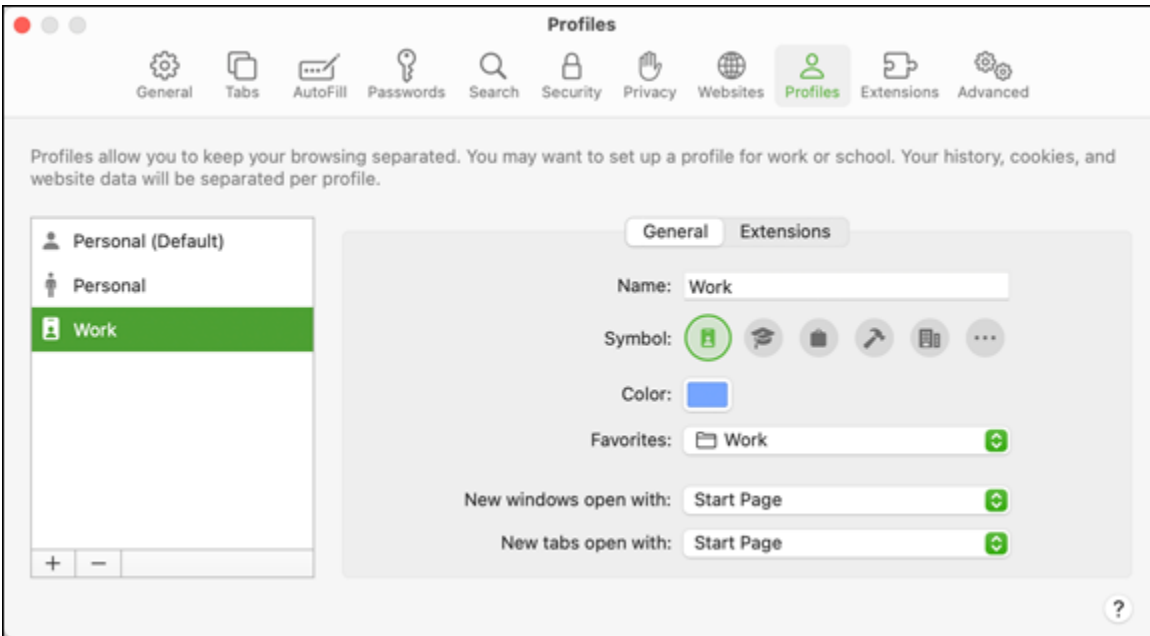 Profiles
General Tabs AutoFill Passwords Search Security Privacy Websites Profiles Extensions Advanced
Profiles allow you to keep your browsing separated. You may want to set up a profile for work or school. Your history, cookies, and
website data will be separated per profile.
Personal (Default)
Personal
Work
+ −
General Extensions
Name: Work
Symbol:
Color:
Favorites: Work
New windows open with: Start Page
New tabs open with: Start Page
?